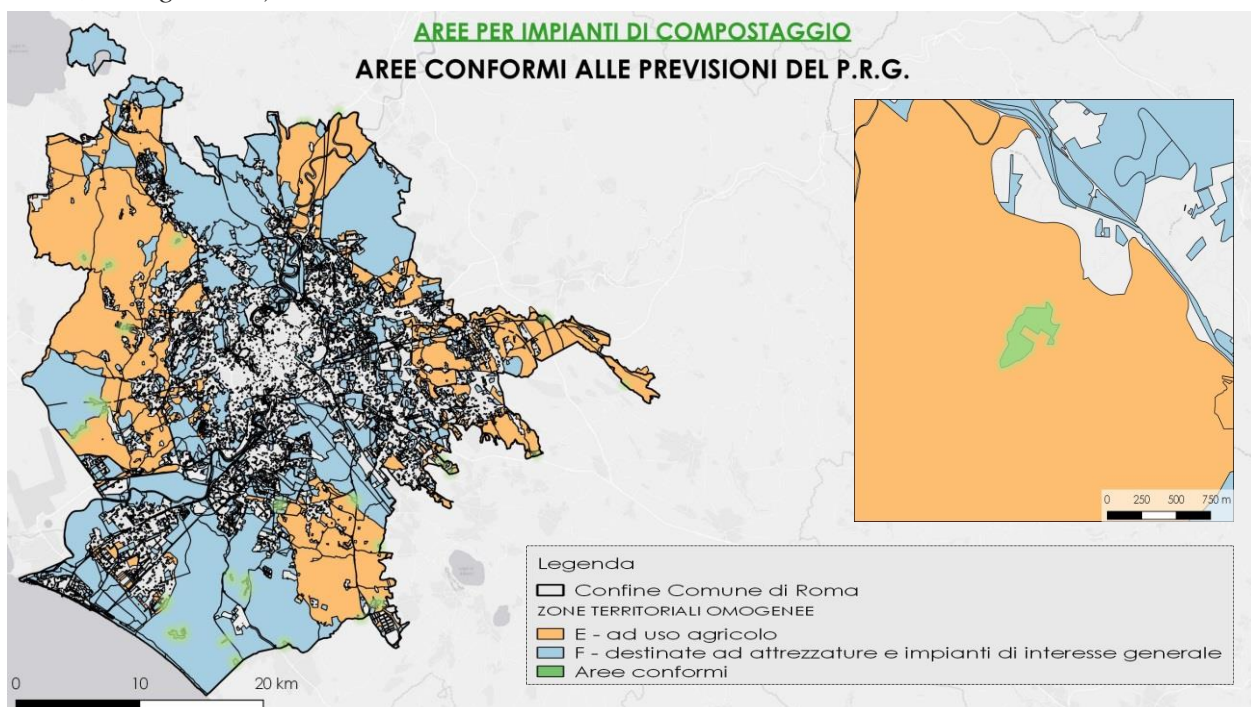 AREE PER IMPIANTI DI COMPOSTAGGIO
AREE CONFORMI ALLE PREVISIONI DEL P.R.G.
0 250 500 750 m
Legenda
Confine Comune di Roma
ZONE TERRITORIALI OMOGENEE
E - ad uso agricolo
F - destinate ad attrezzature e impianti di interesse generale
Aree conformi
0 10 20 km